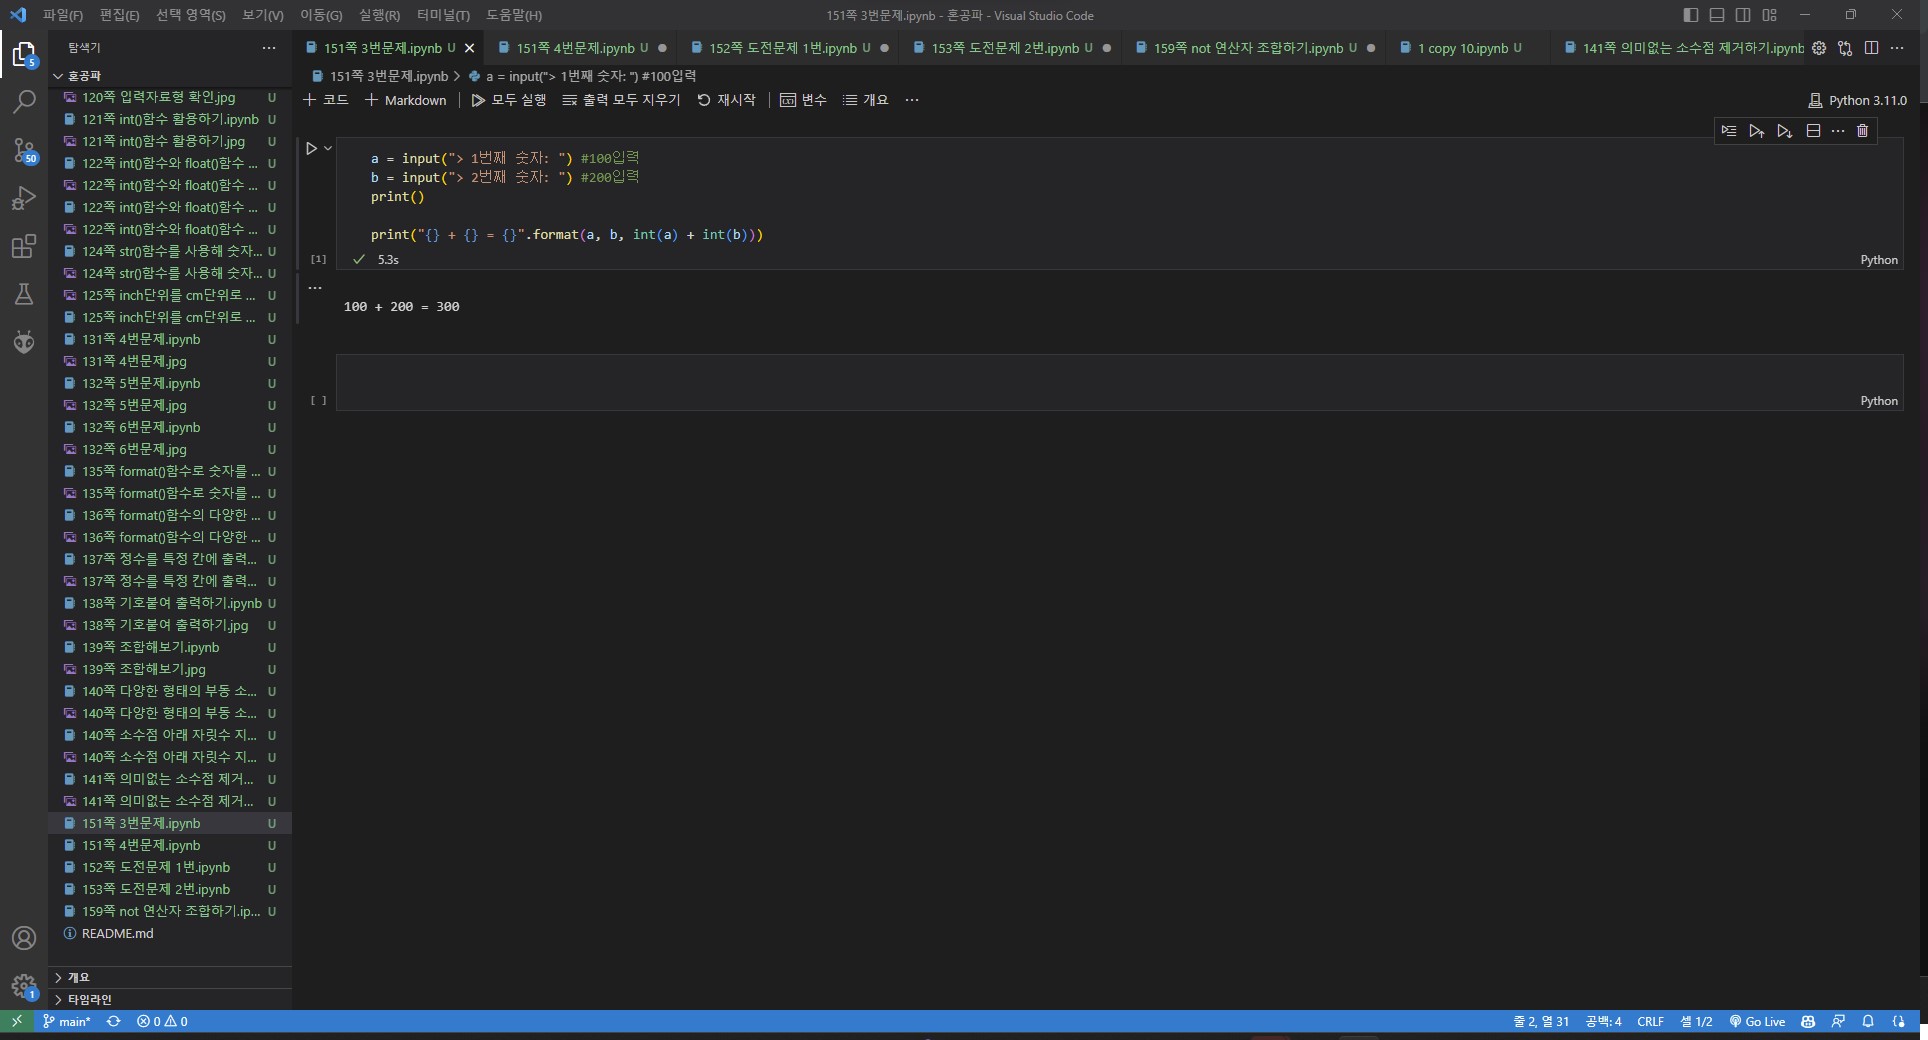 파일(F) 편집(E) 선택 영역(S) 보기(V) 이동(G) 실행(R) 터미널(T) 도움말(H) 151쪽 3번문제.ipynb - 혼공파 - Visual Studio Code
탐색기
혼공파
120쪽 입력자료형 확인.jpg U
121쪽 int()함수 활용하기.ipynb U
121쪽 int()함수 활용하기.jpg U
122쪽 int()함수와 float()함수 ... U
122쪽 int()함수와 float()함수 ... U
122쪽 int()함수와 float()함수 ... U
122쪽 int()함수와 float()함수 ... U
124쪽 str()함수를 사용해 숫자... U
124쪽 str()함수를 사용해 숫자... U
125쪽 inch단위를 cm단위로 ... U
125쪽 inch단위를 cm단위로 ... U
131쪽 4번문제.ipynb U
131쪽 4번문제.jpg U
132쪽 5번문제.ipynb U
132쪽 5번문제.jpg U
132쪽 6번문제.ipynb U
132쪽 6번문제.jpg U
135쪽 format()함수로 숫자를 ... U
135쪽 format()함수로 숫자를 ... U
136쪽 format()함수의 다양한 ... U
136쪽 format()함수의 다양한 ... U
137쪽 정수를 특정 칸에 출력... U
137쪽 정수를 특정 칸에 출력... U
138쪽 기호붙여 출력하기.ipynb U
138쪽 기호붙여 출력하기.jpg U
139쪽 조합해보기.ipynb U
139쪽 조합해보기.jpg U
140쪽 다양한 형태의 부동 소... U
140쪽 다양한 형태의 부동 소... U
140쪽 소수점 아래 자릿수 지... U
140쪽 소수점 아래 자릿수 지... U
141쪽 의미없는 소수점 제거... U
141쪽 의미없는 소수점 제거... U
151쪽 3번문제.ipynb U
151쪽 4번문제.ipynb U
152쪽 도전문제 1번.ipynb U
153쪽 도전문제 2번.ipynb U
159쪽 not 연산자 조합하기.ip... U
README.md
개요
타임라인
5
50
1
151쪽 3번문제.ipynb U 151쪽 4번문제.ipynb U 152쪽 도전문제 1번.ipynb U 153쪽 도전문제 2번.ipynb U 159쪽 not 연산자 조합하기.ipynb U 1 copy 10.ipynb U 141쪽 의미없는 소수점 제거하기.ipynb
151쪽 3번문제.ipynb > a = input("> 1번째 숫자: ") #100입력
+ 코드 + Markdown 모두 실행 출력 모두 지우기 재시작 변수 개요 ... Python 3.11.0
a = input("> 1번째 숫자: ") #100입력
b = input("> 2번째 숫자: ") #200입력
print()
print("{} + {} = {}".format(a, b, int(a) + int(b)))
[1] 5.3s Python
...
100 + 200 = 300
[ ] Python
main* 0 0 줄 2, 열 31 공백: 4 CRLF 셀 1/2 Go Live